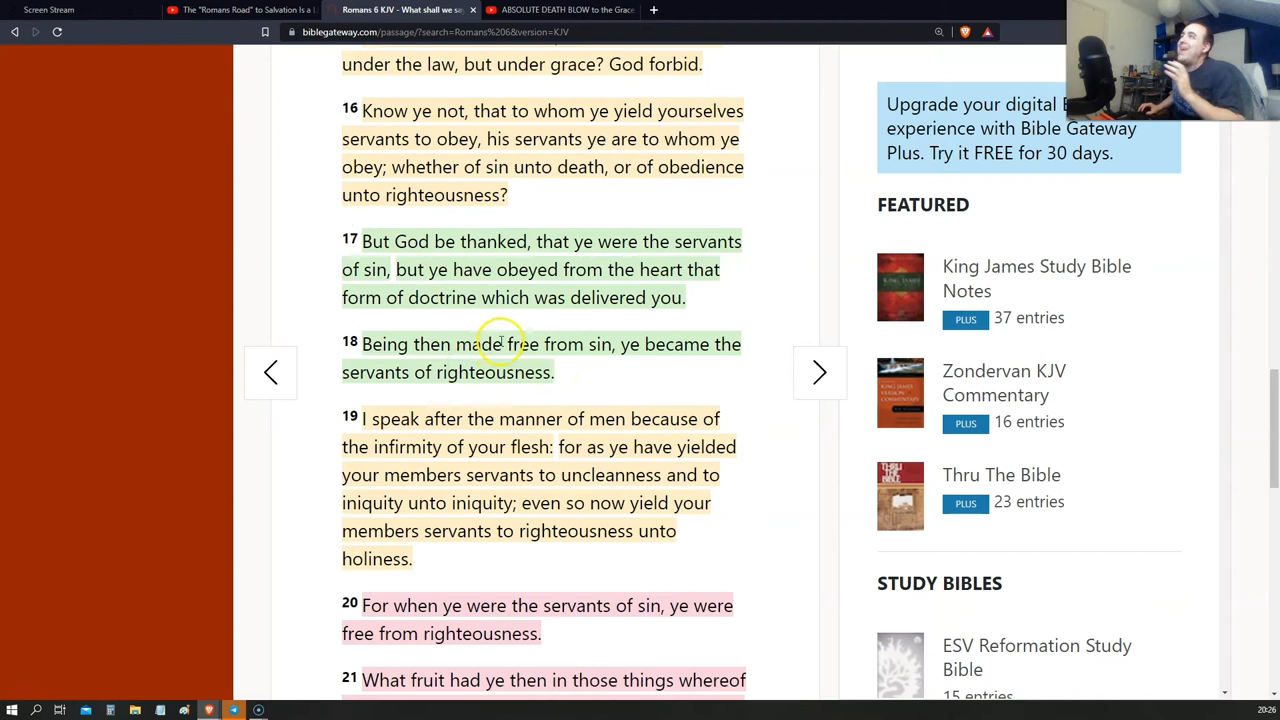 Screen Stream
The "Romans Road" to Salvation Is a L
Romans 6 KJV - What shall we sa
ABSOLUTE DEATH BLOW to the Grace
biblegateway.com/passage/?search=Romans%206&version=KJV
under the law, but under grace? God forbid.
16 Know ye not, that to whom ye yield yourselves
servants to obey, his servants ye are to whom ye
obey; whether of sin unto death, or of obedience
unto righteousness?
17 But God be thanked, that ye were the servants
of sin, but ye have obeyed from the heart that
form of doctrine which was delivered you.
18 Being then made free from sin, ye became the
servants of righteousness.
19 I speak after the manner of men because of
the infirmity of your flesh: for as ye have yielded
your members servants to uncleanness and to
iniquity unto iniquity; even so now yield your
members servants to righteousness unto
holiness.
20 For when ye were the servants of sin, ye were
free from righteousness.
21 What fruit had ye then in those things whereof
Upgrade your digital
experience with Bible Gateway
Plus. Try it FREE for 30 days.
FEATURED
King James Study Bible
Notes
PLUS 37 entries
Zondervan KJV
Commentary
PLUS 16 entries
Thru The Bible
PLUS 23 entries
STUDY BIBLES
ESV Reformation Study
Bible
15 entries
20:26